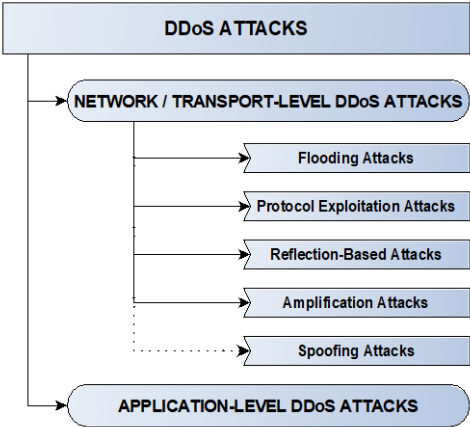 DDoS ATTACKS
NETWORK / TRANSPORT-LEVEL DDoS ATTACKS
Flooding Attacks
Protocol Exploitation Attacks
Reflection-Based Attacks
Amplification Attacks
Spoofing Attacks
APPLICATION-LEVEL DDoS ATTACKS